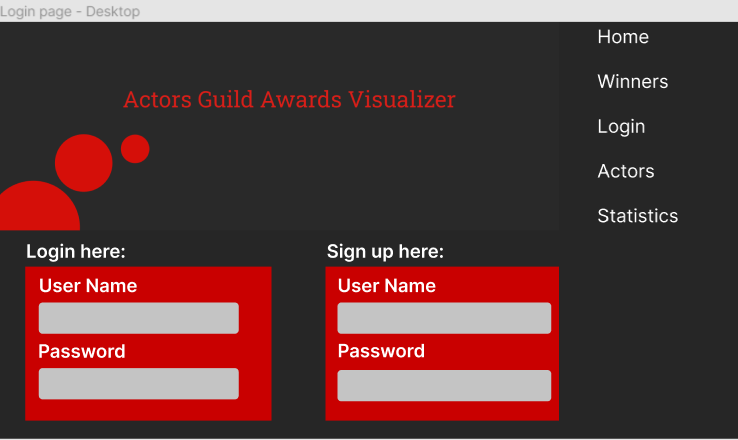 Login page - Desktop
Actors Guild Awards Visualizer
Home
Winners
Login
Actors
Statistics
Login here:
User Name
Password
Sign up here:
User Name
Password